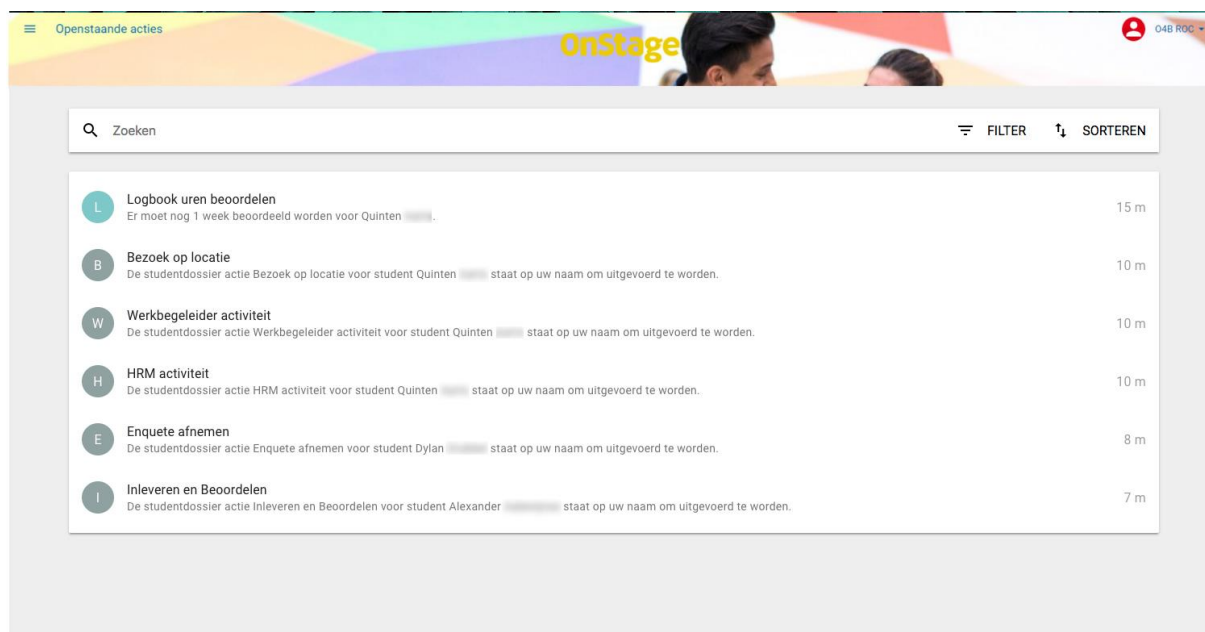 Openstaande acties
OnStage
O4B ROC
Zoeken
FILTER
SORTEREN
L
Logbook uren beoordelen
Er moet nog 1 week beoordeeld worden voor Quinten .
15 m
B
Bezoek op locatie
De studentdossier actie Bezoek op locatie voor student Quinten staat op uw naam om uitgevoerd te worden.
10 m
W
Werkbegeleider activiteit
De studentdossier actie Werkbegeleider activiteit voor student Quinten staat op uw naam om uitgevoerd te worden.
10 m
H
HRM activiteit
De studentdossier actie HRM activiteit voor student Quinten staat op uw naam om uitgevoerd te worden.
10 m
E
Enquete afnemen
De studentdossier actie Enquete afnemen voor student Dylan staat op uw naam om uitgevoerd te worden.
8 m
I
Inleveren en Beoordelen
De studentdossier actie Inleveren en Beoordelen voor student Alexander staat op uw naam om uitgevoerd te worden.
7 m